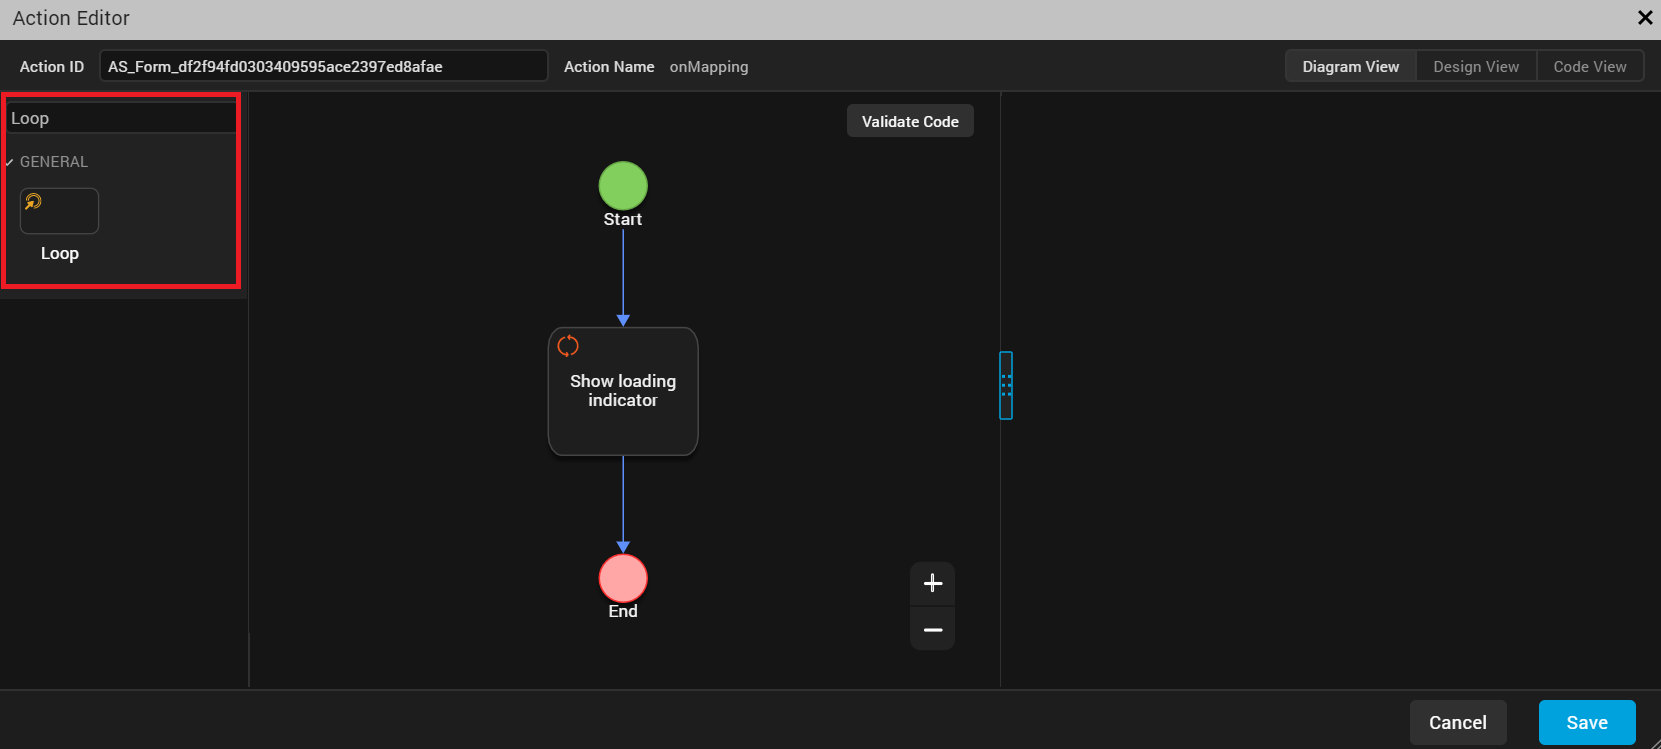 Action Editor
Action ID AS_Form_df2f94fd0303409595ace2397ed8afae Action Name onMapping Diagram View Design View Code View
Loop
Validate Code
GENERAL
Loop
Start
Show loading
indicator
End
Cancel Save